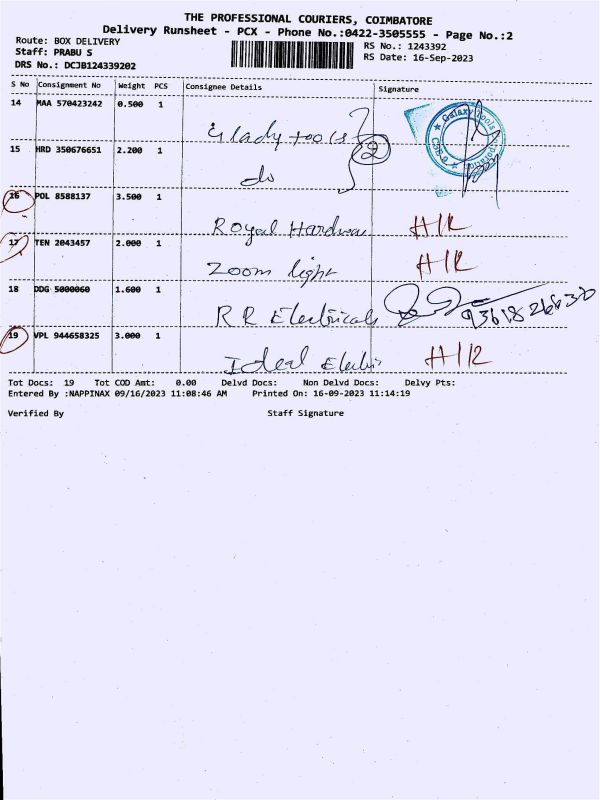 THE PROFESSIONAL COURIERS, COIMBATORE
Delivery Runsheet - PCX - Phone No.:0422-3505555 - Page No.:2
Route: BOX DELIVERY
RS No.: 1243392
Staff: PRABU S
RS Date: 16-Sep-2023
DRS No.: DCJB124339202
S No Consignment No Weight PCS Consignee Details Signature
14 MAA 570423242 0.500 1
tools
Galaxy Tools
15 HRD 350676651 2.200 1
2
do
16 POL 8588137 3.500 1
Royal Hardwa
17 TEN 2043457 2.000 1
Zoom light
18 DDG 5000060 1.600 1
R R Electricals
19 VPL 944658325 3.000 1
Ideal
Tot Docs: 19 Tot COD Amt: 0.00 Delvd Docs: Non Delvd Docs: Delvy Pts:
Entered By :NAPPINAX 09/16/2023 11:08:46 AM Printed On: 16-09-2023 11:14:19
Verified By Staff Signature